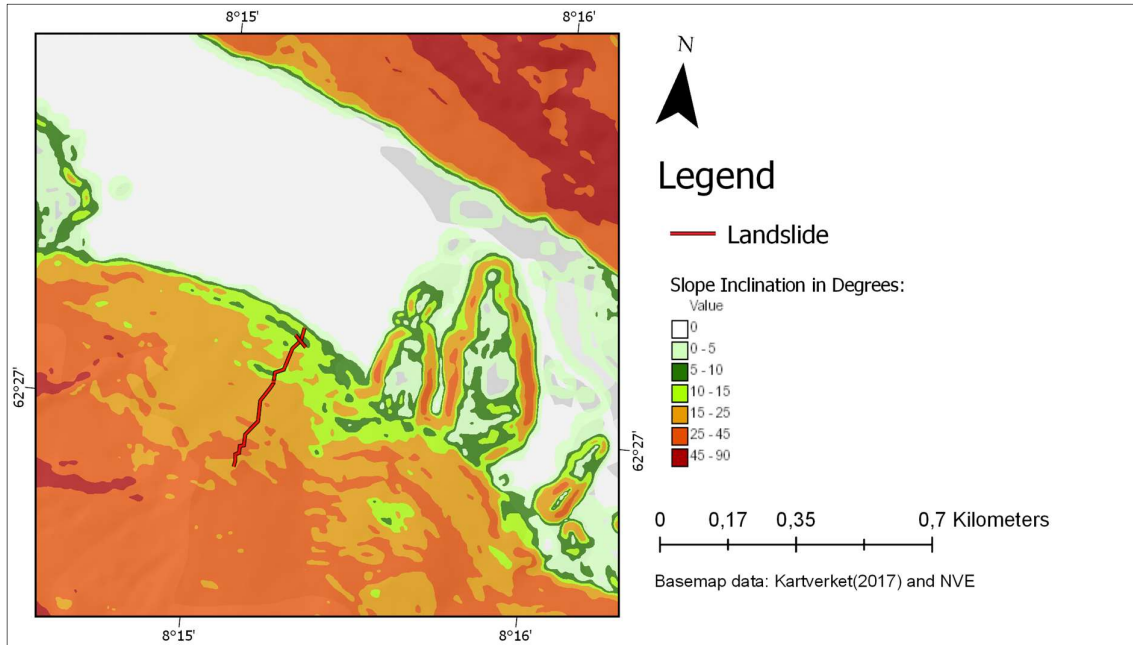 8°15' 8°16'
N
Legend
Landslide
Slope Inclination in Degrees:
Value
0
0 - 5
5 - 10
10 - 15
15 - 25
25 - 45
45 - 90
62°27'
62°27'
0 0,17 0,35 0,7 Kilometers
Basemap data: Kartverket(2017) and NVE
8°15' 8°16'